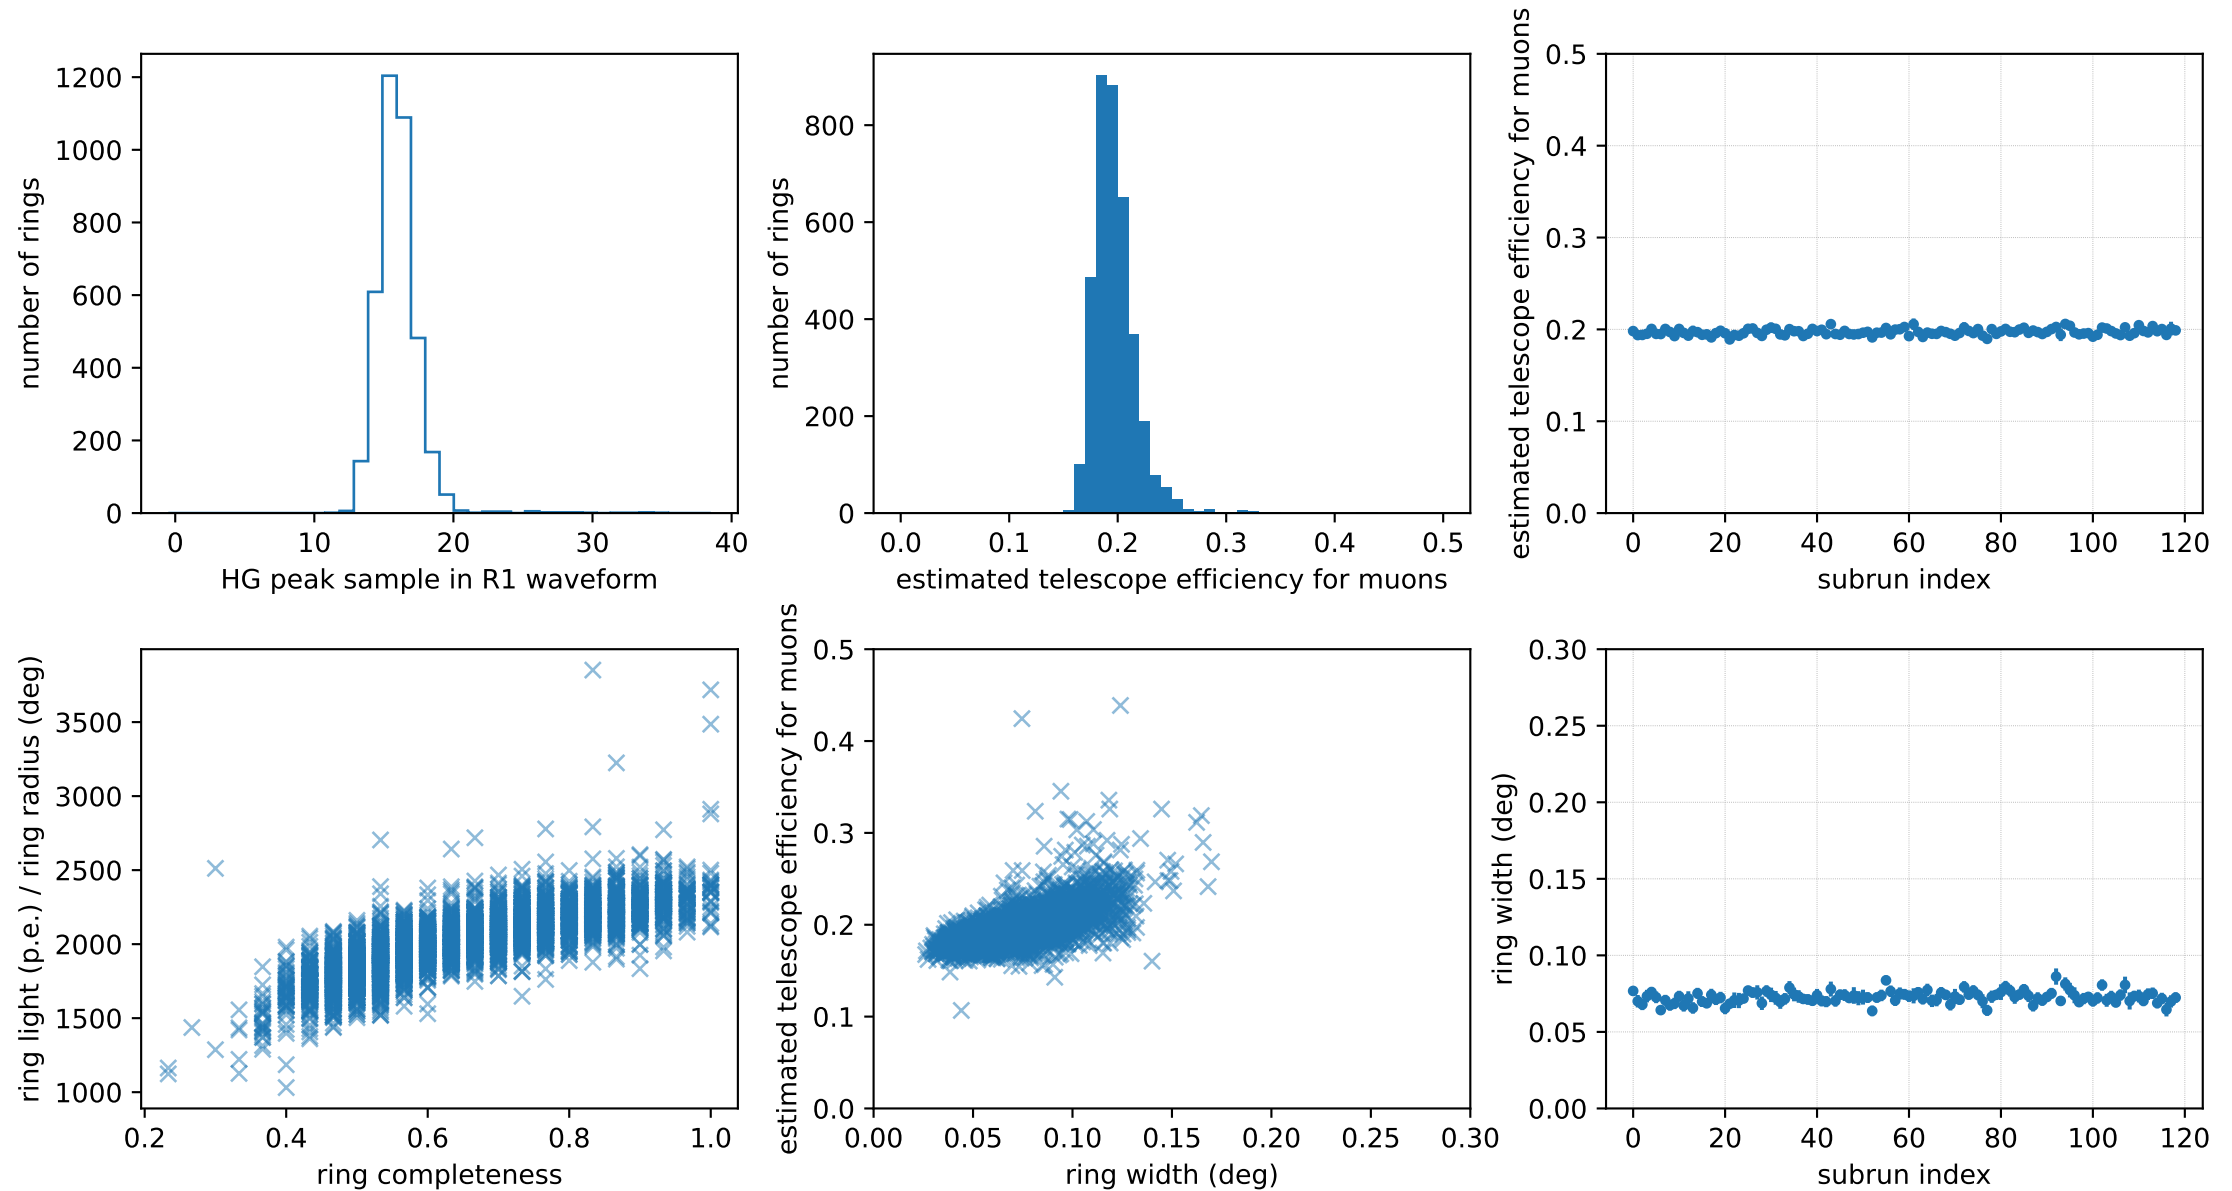 number of rings
1200
1000
800
600
400
200
0
0 10 20 30 40
HG peak sample in R1 waveform
number of rings
800
600
400
200
0
0.0 0.1 0.2 0.3 0.4 0.5
estimated telescope efficiency for muons
estimated telescope efficiency for muons
0.5
0.4
0.3
0.2
0.1
0.0
0 20 40 60 80 100 120
subrun index
ring light (p.e.) / ring radius (deg)
3500
3000
2500
2000
1500
1000
0.2 0.4 0.6 0.8 1.0
ring completeness
estimated telescope efficiency for muons
0.5
0.4
0.3
0.2
0.1
0.0
0.00 0.05 0.10 0.15 0.20 0.25 0.30
ring width (deg)
ring width (deg)
0.30
0.25
0.20
0.15
0.10
0.05
0.00
0 20 40 60 80 100 120
subrun index